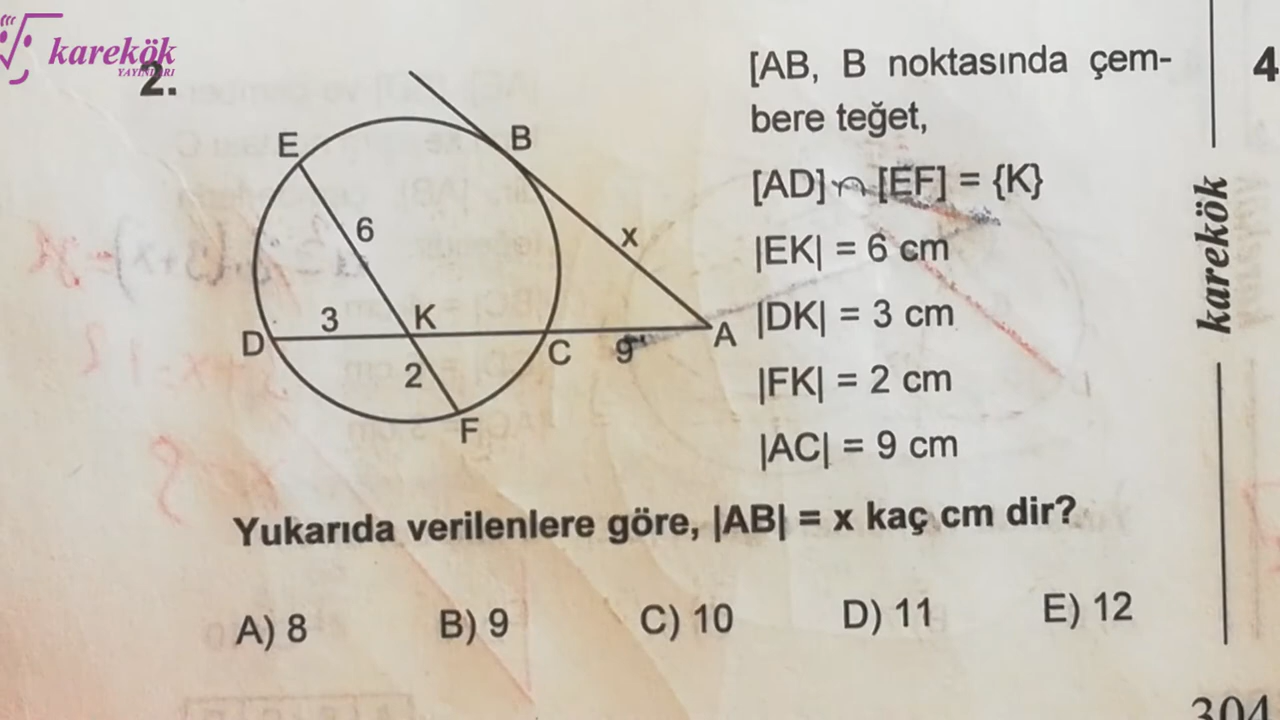 karekök
YAYINLARI
2.
[AB, B noktasında çem-
bere teğet,
[AD] ∩ [EF] = {K}
|EK| = 6 cm
|DK| = 3 cm
|FK| = 2 cm
|AC| = 9 cm
E
B
6
x
3
K
D
A
C
9
2
F
Yukarıda verilenlere göre, |AB| = x kaç cm dir?
A) 8 B) 9 C) 10 D) 11 E) 12
4
karekök
304